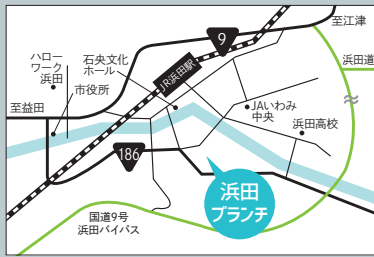 至江津
9
ハロー
ワーク
浜田
石央文化
ホール
JR浜田駅
浜田道
市役所
至益田
JAいわみ
中央
浜田高校
186
浜田
ブランチ
国道9号
浜田バイパス